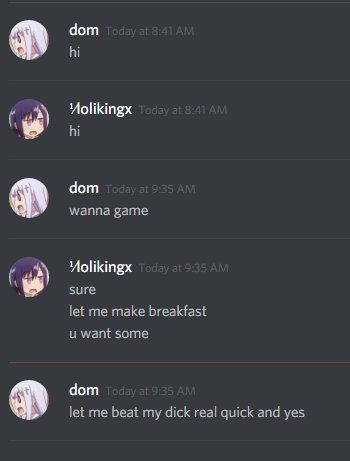 dom Today at 8:41 AM
hi
⅟lolikingx Today at 8:41 AM
hi
dom Today at 9:35 AM
wanna game
⅟lolikingx Today at 9:35 AM
sure
let me make breakfast
u want some
dom Today at 9:35 AM
let me beat my dick real quick and yes